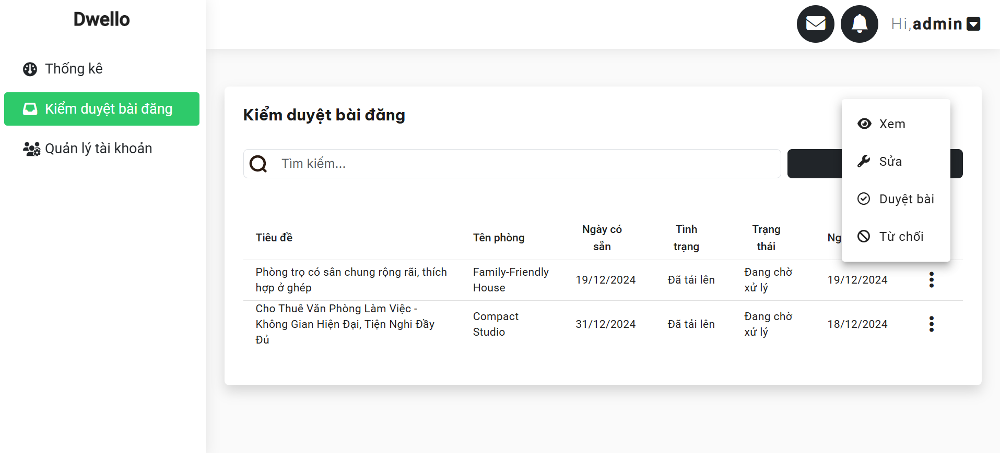 Dwello
Hi,admin
Thống kê
Kiểm duyệt bài đăng
Quản lý tài khoản
Kiểm duyệt bài đăng
Tìm kiếm...
Xem
Sửa
Duyệt bài
Từ chối
Tiêu đề
Tên phòng
Ngày có
sẵn
Tình
trạng
Trạng
thái
Phòng trọ có sân chung rộng rãi, thích
hợp ở ghép
Family-Friendly
House
19/12/2024
Đã tải lên
Đang chờ
xử lý
19/12/2024
Cho Thuê Văn Phòng Làm Việc -
Không Gian Hiện Đại, Tiện Nghi Đầy
Đủ
Compact
Studio
31/12/2024
Đã tải lên
Đang chờ
xử lý
18/12/2024